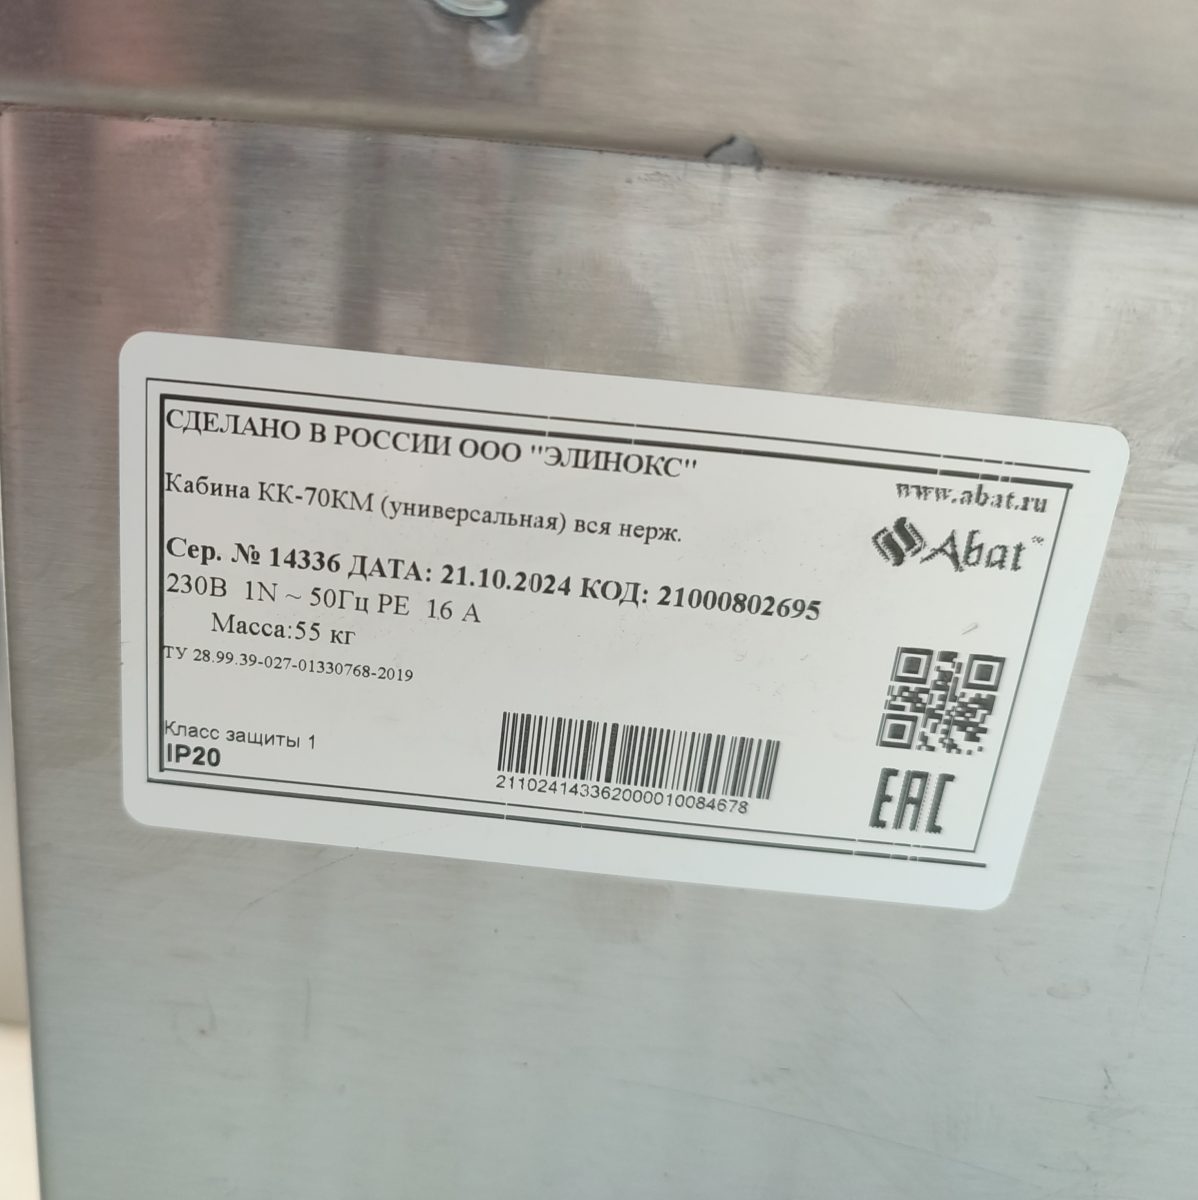 СДЕЛАНО В РОССИИ ООО "ЭЛИНОКС"
www.abat.ru
Кабина КК-70КМ (универсальная) вся нерж.
Abat™
Сер. № 14336 ДАТА: 21.10.2024 КОД: 21000802695
230В 1N ~ 50Гц PE 16 А
Масса:55 кг
ТУ 28.99.39-027-01330768-2019
Класс защиты 1
IP20
211024143362000010084678
EAC